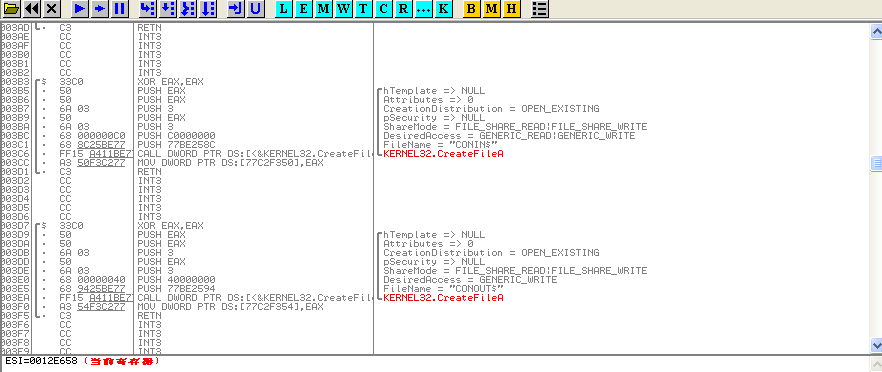 L E M W T C R ... K B M H
003AD . C3 RETN
003AE CC INT3
003AF CC INT3
003B0 CC INT3
003B1 CC INT3
003B2 CC INT3
003B3 $ 33C0 XOR EAX,EAX
003B5 . 50 PUSH EAX hTemplate => NULL
003B6 . 50 PUSH EAX Attributes => 0
003B7 . 6A 03 PUSH 3 CreationDistribution = OPEN_EXISTING
003B9 . 50 PUSH EAX pSecurity => NULL
003BA . 6A 03 PUSH 3 ShareMode = FILE_SHARE_READ|FILE_SHARE_WRITE
003BC . 68 000000C0 PUSH C0000000 DesiredAccess = GENERIC_READ|GENERIC_WRITE
003C1 . 68 8C25BE77 PUSH 77BE258C FileName = "CONIN$"
003C6 . FF15 A411BE7 CALL DWORD PTR DS:[<&KERNEL32.CreateFile KERNEL32.CreateFileA
003CC . A3 50F3C277 MOV DWORD PTR DS:[77C2F350],EAX
003D1 . C3 RETN
003D2 CC INT3
003D3 CC INT3
003D4 CC INT3
003D5 CC INT3
003D6 CC INT3
003D7 $ 33C0 XOR EAX,EAX
003D9 . 50 PUSH EAX hTemplate => NULL
003DA . 50 PUSH EAX Attributes => 0
003DB . 6A 03 PUSH 3 CreationDistribution = OPEN_EXISTING
003DD . 50 PUSH EAX pSecurity => NULL
003DE . 6A 03 PUSH 3 ShareMode = FILE_SHARE_READ|FILE_SHARE_WRITE
003E0 . 68 00000040 PUSH 40000000 DesiredAccess = GENERIC_WRITE
003E5 . 68 9425BE77 PUSH 77BE2594 FileName = "CONOUT$"
003EA . FF15 A411BE7 CALL DWORD PTR DS:[<&KERNEL32.CreateFile KERNEL32.CreateFileA
003F0 . A3 54F3C277 MOV DWORD PTR DS:[77C2F354],EAX
003F5 . C3 RETN
003F6 CC INT3
003F7 CC INT3
003F8 CC INT3
003F9 CC INT3
ESI=0012E658